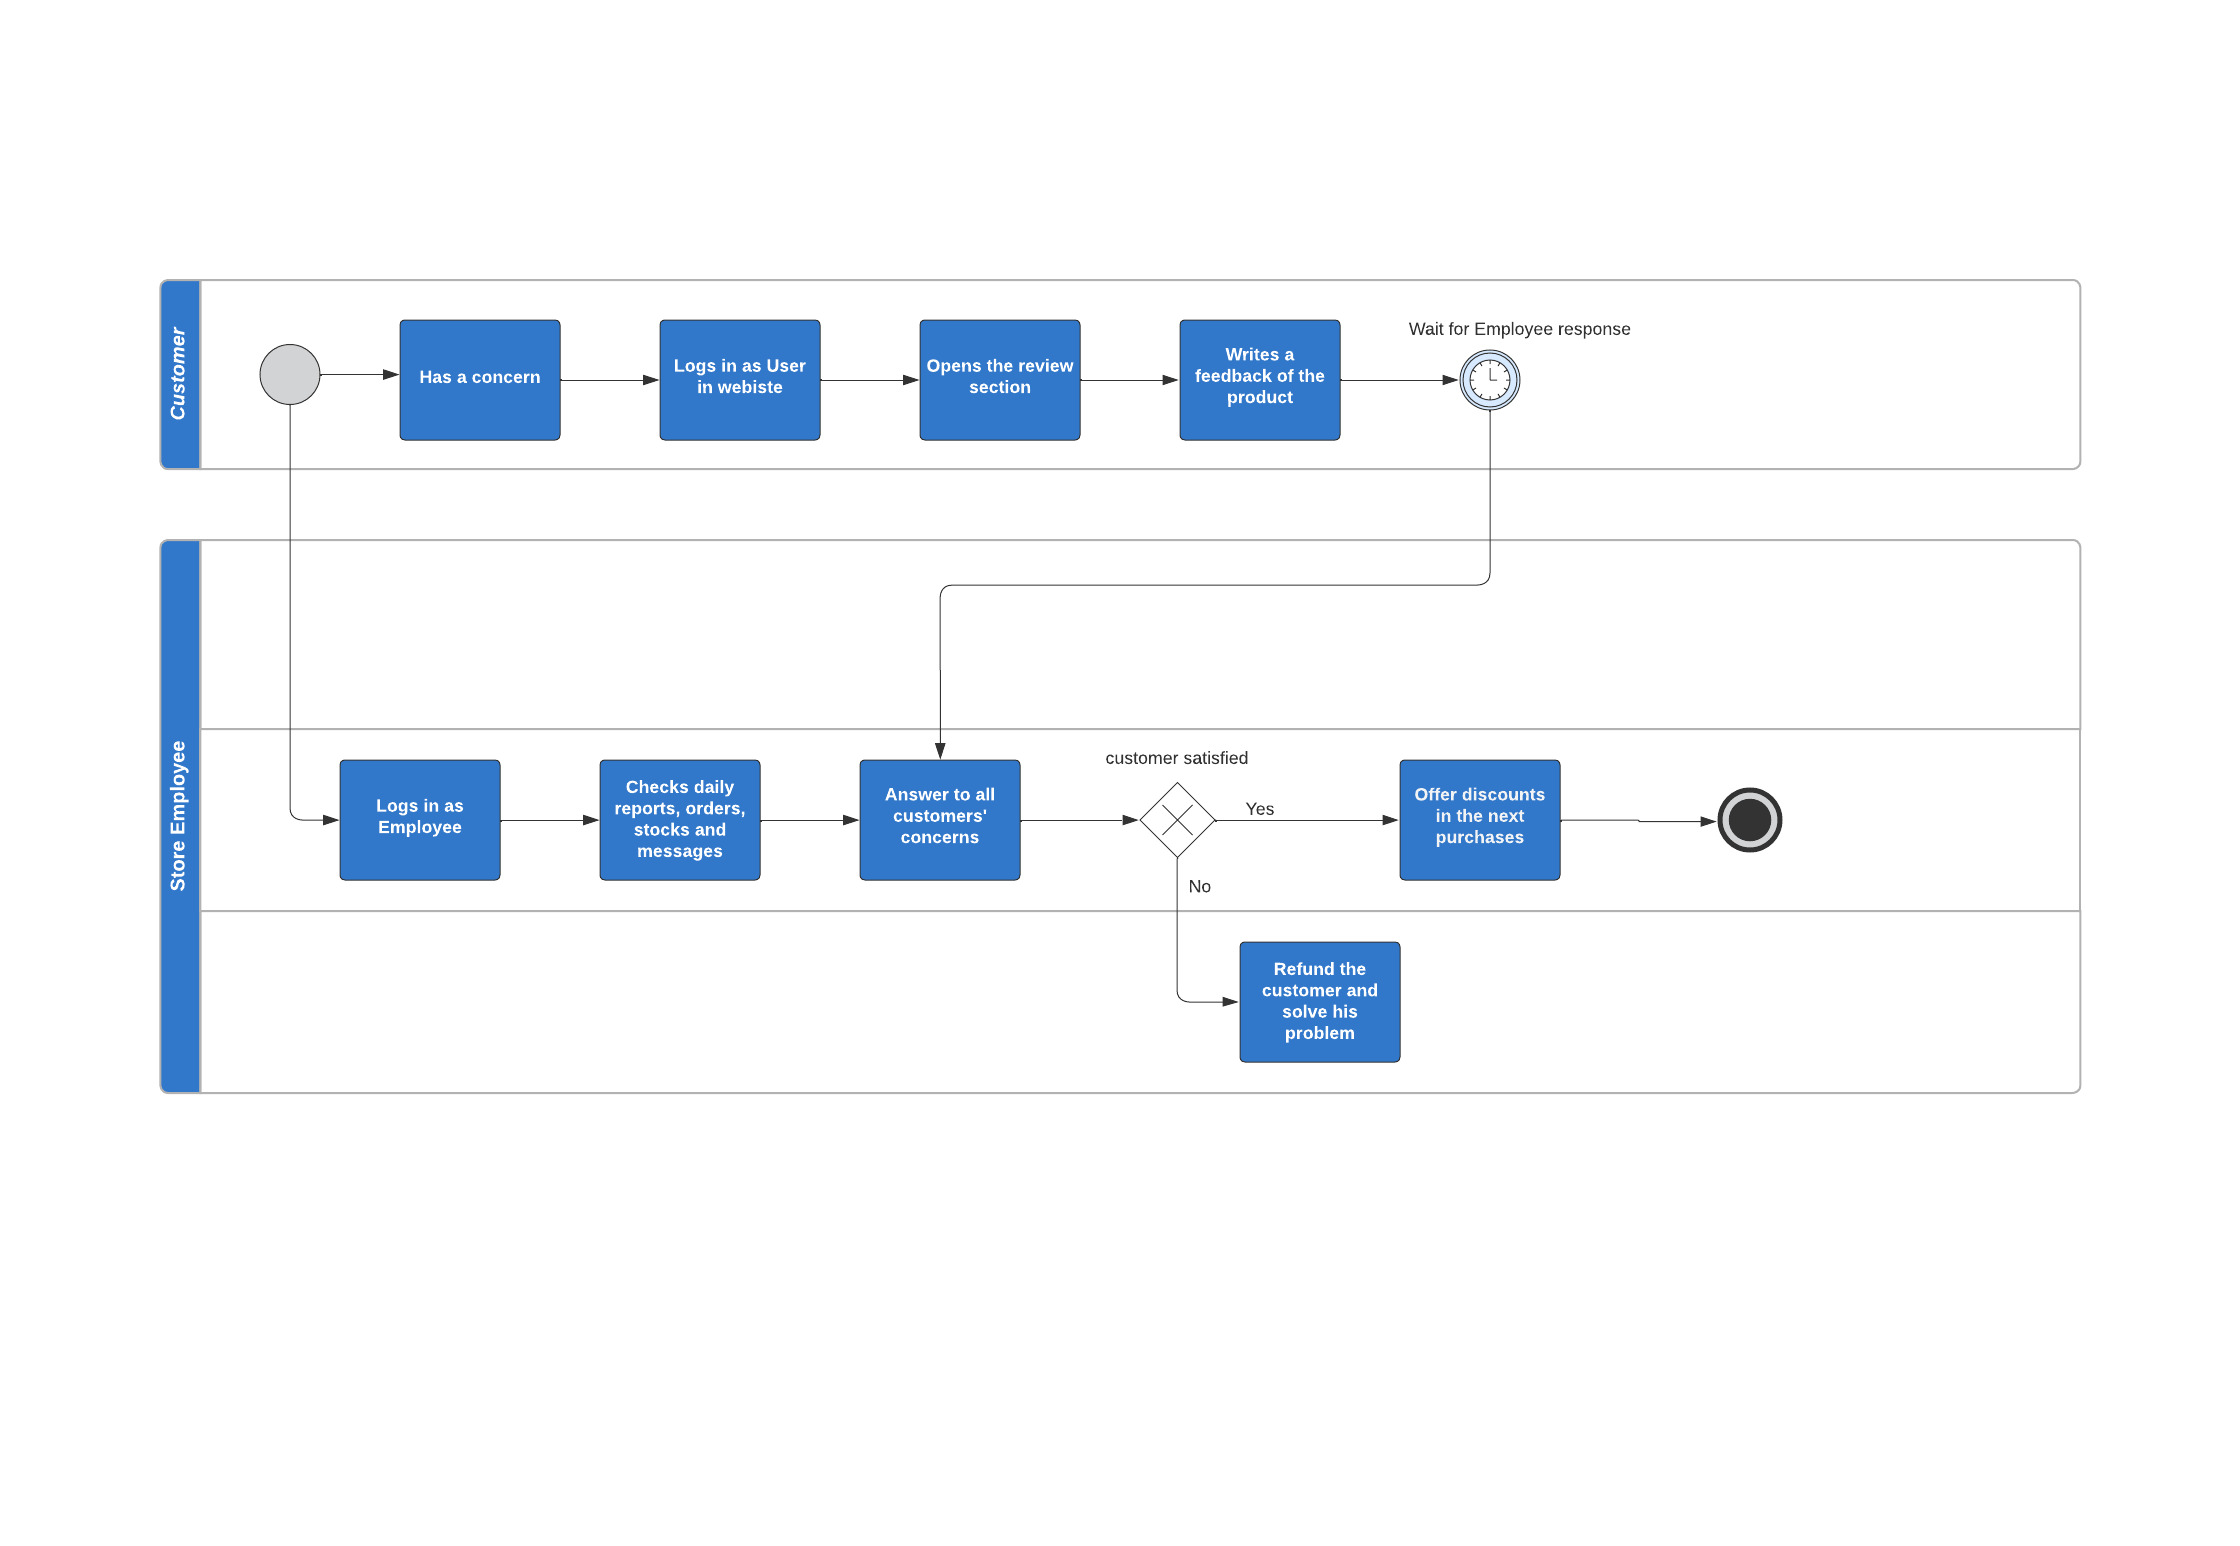 Customer
Has a concern
Logs in as User
in webiste
Opens the review
section
Writes a
feedback of the
product
Wait for Employee response
Store Employee
Logs in as
Employee
Checks daily
reports, orders,
stocks and
messages
Answer to all
customers'
concerns
customer satisfied
Yes
No
Offer discounts
in the next
purchases
Refund the
customer and
solve his
problem